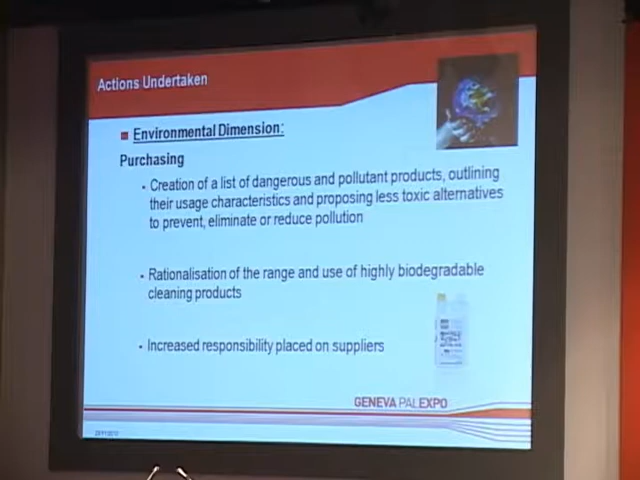 Actions Undertaken
Environmental Dimension:
Purchasing
• Creation of a list of dangerous and pollutant products, outlining
their usage characteristics and proposing less toxic alternatives
to prevent, eliminate or reduce pollution
• Rationalisation of the range and use of highly biodegradable
cleaning products
• Increased responsibility placed on suppliers
GENEVA PALEXPO